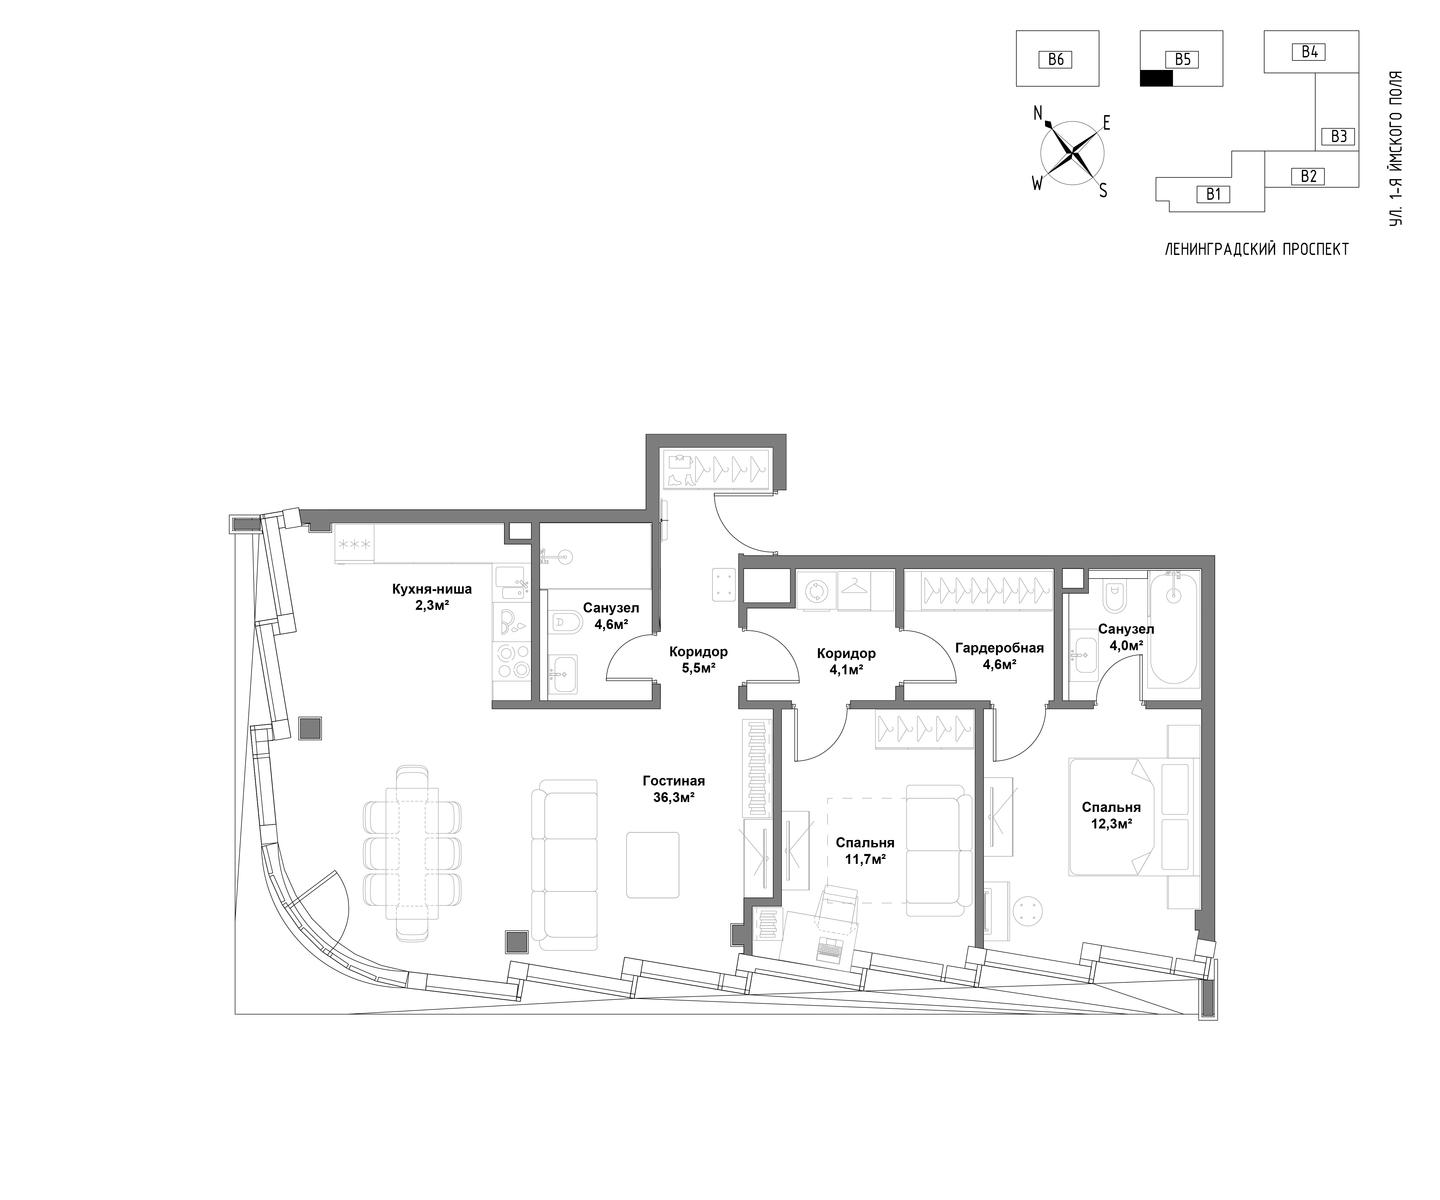 B6
B5
B4
N
E
W
S
B3
B2
B1
УЛ. 1-Я ЙМСКОГО ПОЛЯ
ЛЕНИНГРАДСКИЙ ПРОСПЕКТ
Кухня-ниша
2,3м²
Санузел
4,6м²
Коридор
5,5м²
Коридор
4,1м²
Гардеробная
4,6м²
Санузел
4,0м²
Гостиная
36,3м²
Спальня
11,7м²
Спальня
12,3м²